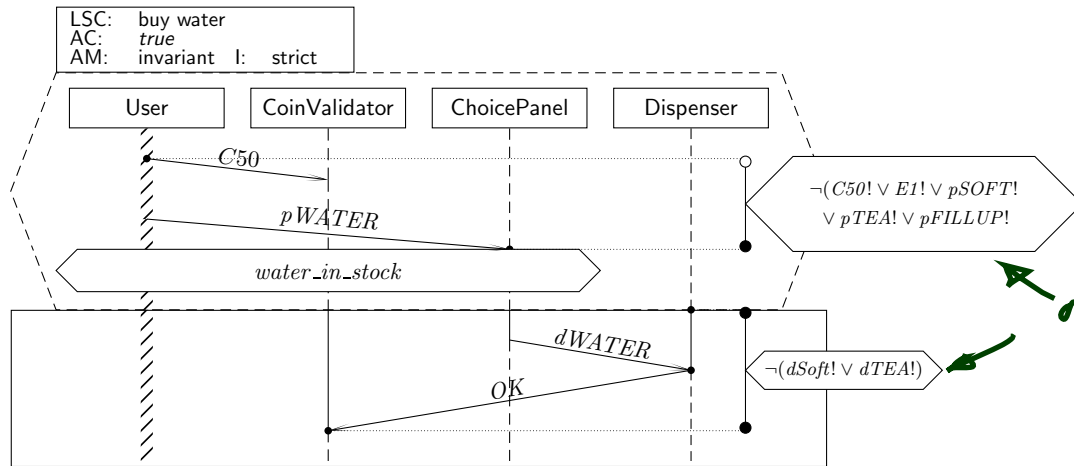 LSC: buy water
AC: true
AM: invariant I: strict
User CoinValidator ChoicePanel Dispenser
C50
¬(C50! ∨ E1! ∨ pSOFT!
∨ pTEA! ∨ pFILLUP!
pWATER
water_in_stock
dWATER
¬(dSoft! ∨ dTEA!)
OK